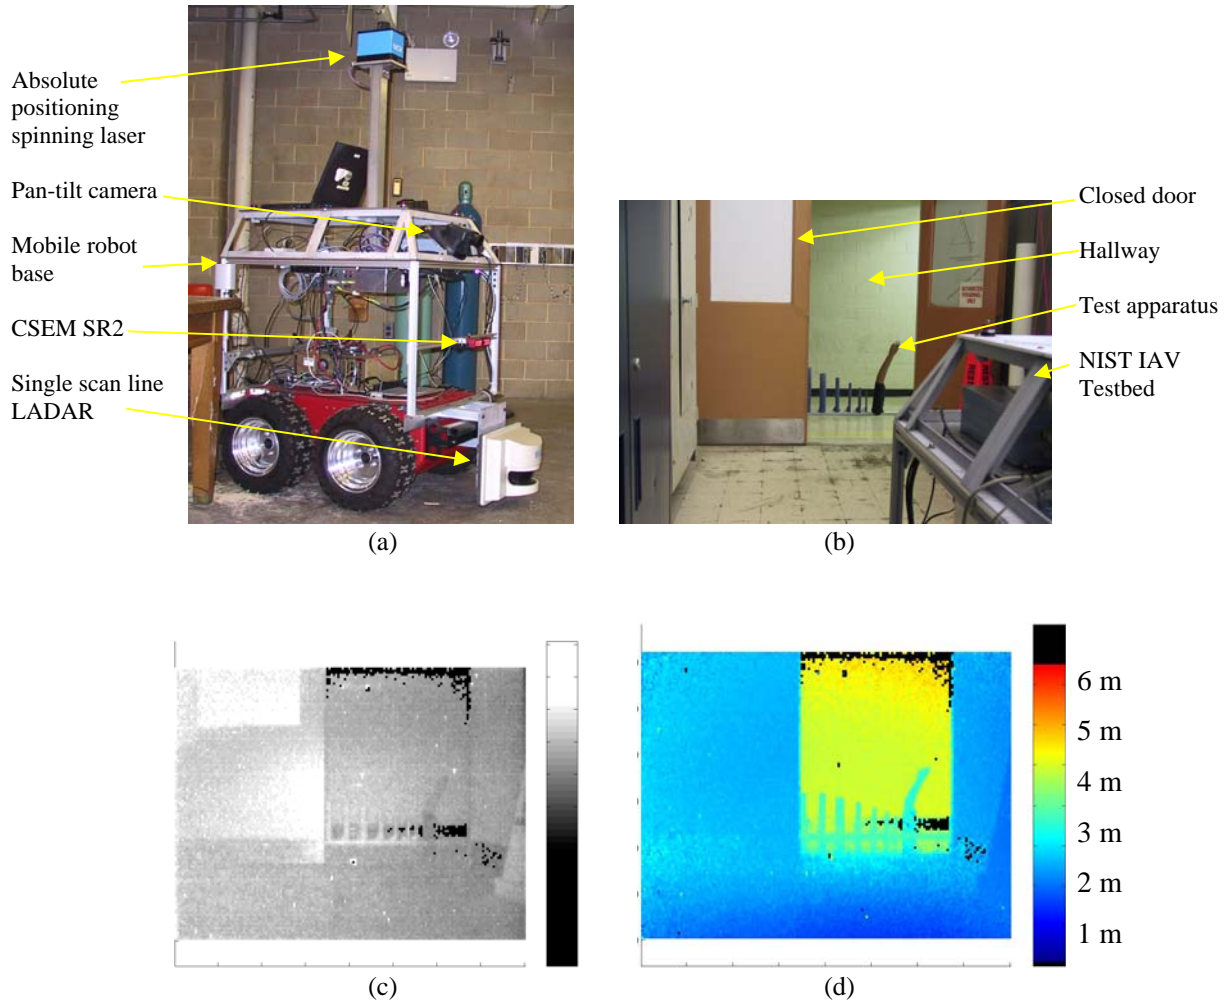 Absolute
positioning
spinning laser
Pan-tilt camera
Mobile robot
base
CSEM SR2
Single scan line
LADAR
(a)
Closed door
Hallway
Test apparatus
NIST IAV
Testbed
(b)
(c)
6 m
5 m
4 m
3 m
2 m
1 m
(d)